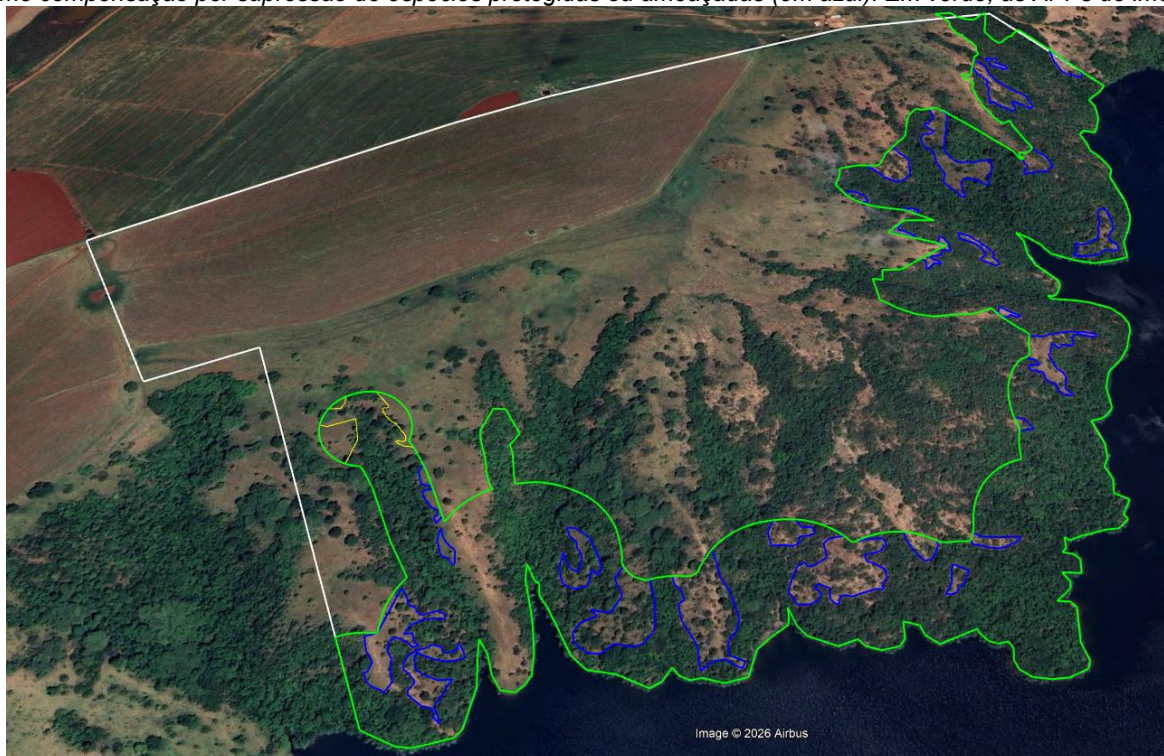 compensação por supressão de espécies protegidas ou ameaçadas (em azul). Em verde, as APPs do
Image © 2026 Airbus